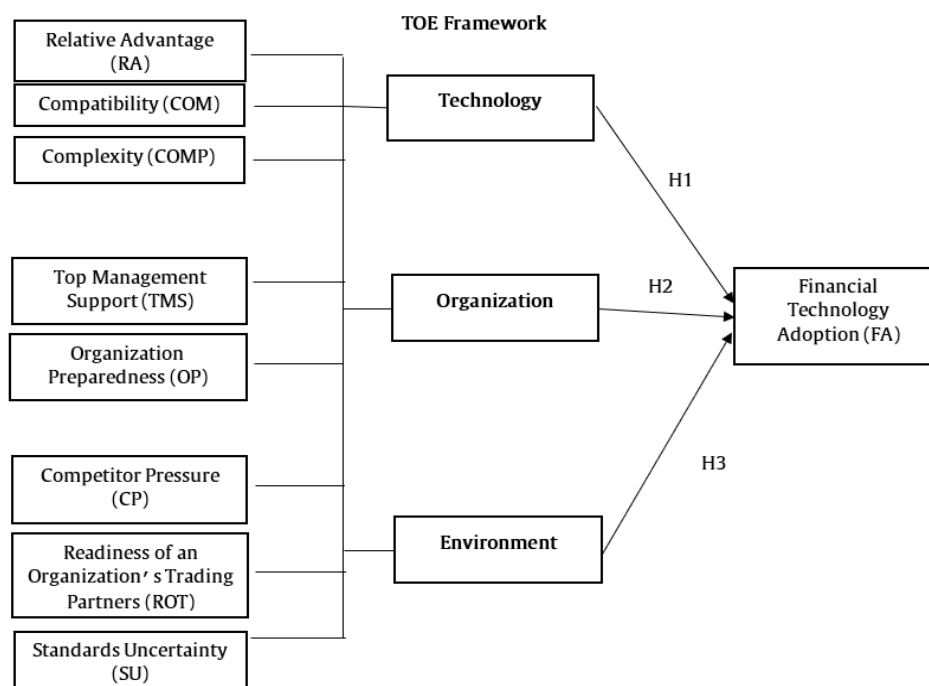 TOE Framework
Relative Advantage
(RA)
Compatibility (COM)
Complexity (COMP)
Technology
H1
Top Management
Support (TMS)
Organization
Preparedness (OP)
Organization
H2
Financial
Technology
Adoption (FA)
Competitor Pressure
(CP)
Readiness of an
Organization’s Trading
Partners (ROT)
Standards Uncertainty
(SU)
Environment
H3